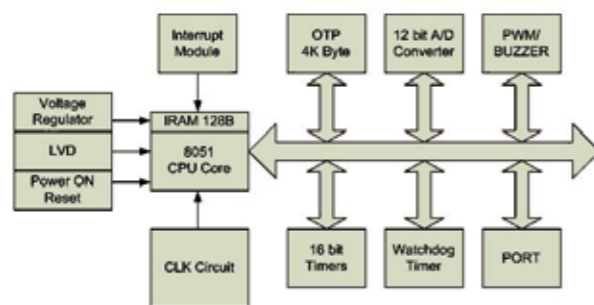 Interrupt
Module
OTP
4K Byte
12 bit A/D
Converter
PWM/
BUZZER
Voltage
Regulator
LVD
Power ON
Reset
IRAM 128B
8051
CPU Core
CLK Circuit
16 bit
Timers
Watchdog
Timer
PORT